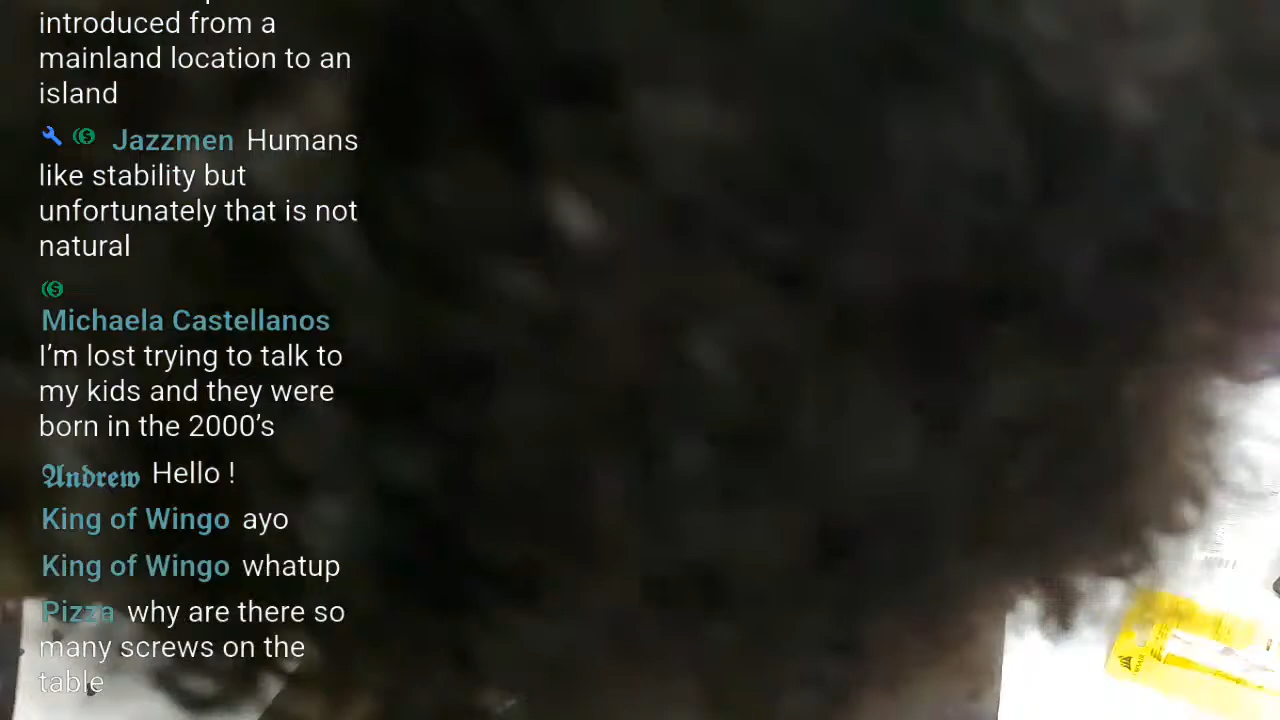 introduced from a
mainland location to an
island
Jazzmen Humans
like stability but
unfortunately that is not
natural
Michaela Castellanos
I’m lost trying to talk to
my kids and they were
born in the 2000’s
𝕬𝖓𝖉𝖗𝖊𝖜 Hello !
King of Wingo ayo
King of Wingo whatup
Pizza why are there so
many screws on the
table